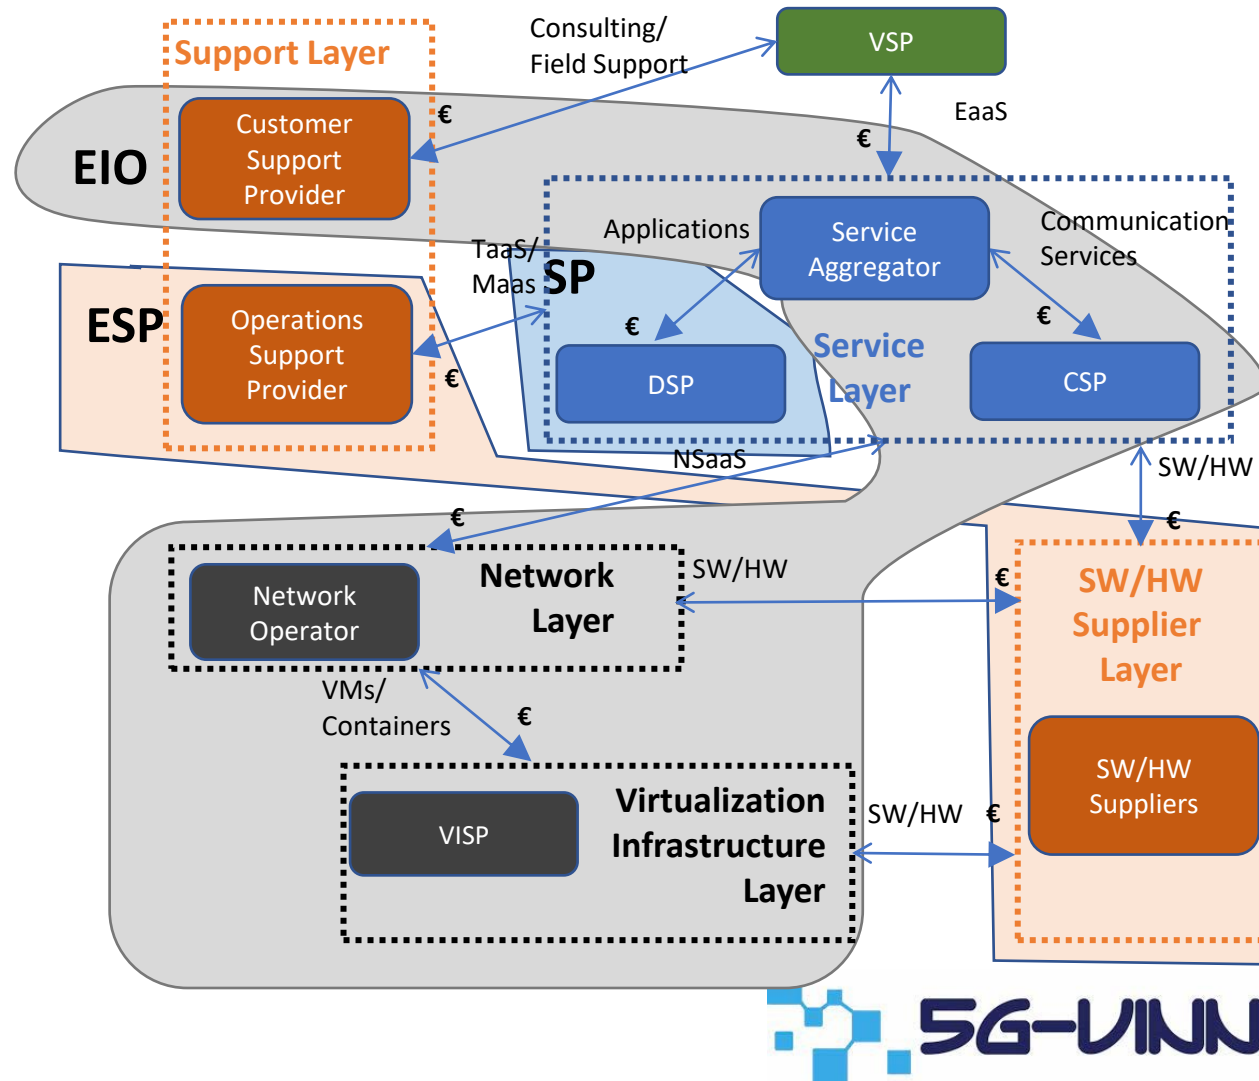 Consulting/
Field Support
VSP
Support Layer
€
EaaS
€
Customer
Support
Provider
EIO
Applications
Service
Aggregator
Communication
Services
TaaS/
Maas
SP
ESP
Operations
Support
Provider
€
€
€
Service
Layer
DSP
CSP
NSaaS
SW/HW
€
€
Network
Layer
SW/HW
€
SW/HW
Supplier
Layer
Network
Operator
VMs/
Containers
€
SW/HW
Suppliers
Virtualization
Infrastructure
Layer
VISP
SW/HW
€
5G-VINN